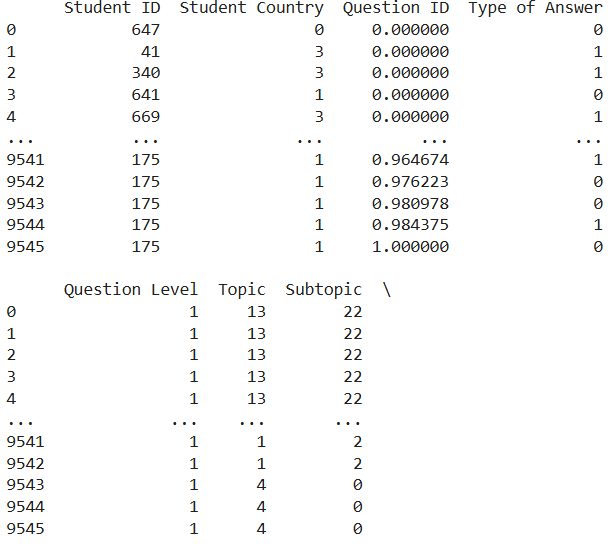 Student ID Student Country Question ID Type of Answer
0 647 0 0.000000 0
1 41 3 0.000000 1
2 340 3 0.000000 1
3 641 1 0.000000 0
4 669 3 0.000000 1
... ... ... ... ...
9541 175 1 0.964674 1
9542 175 1 0.976223 0
9543 175 1 0.980978 0
9544 175 1 0.984375 1
9545 175 1 1.000000 0
Question Level Topic Subtopic \
0 1 13 22
1 1 13 22
2 1 13 22
3 1 13 22
4 1 13 22
... ... ... ...
9541 1 1 2
9542 1 1 2
9543 1 4 0
9544 1 4 0
9545 1 4 0